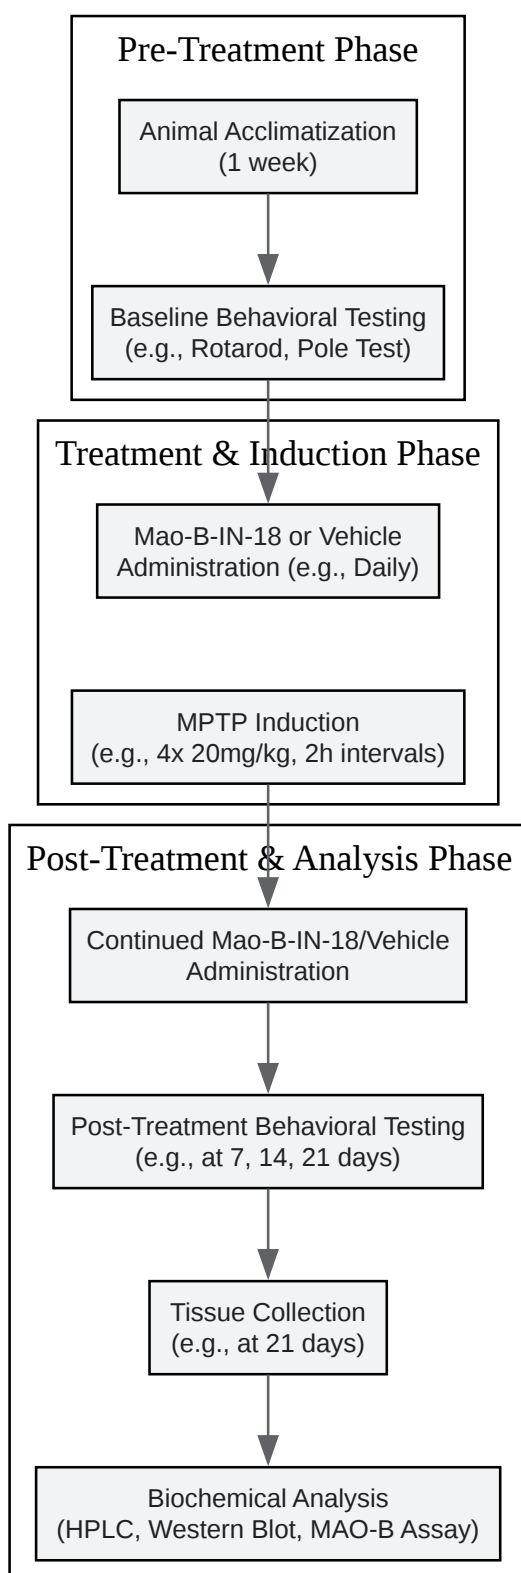 Pre-Treatment Phase
Animal Acclimatization
(1 week)
Baseline Behavioral Testing
(e.g., Rotarod, Pole Test)
Treatment & Induction Phase
Mao-B-IN-18 or Vehicle
Administration (e.g., Daily)
MPTP Induction
(e.g., 4x 20mg/kg, 2h intervals)
Post-Treatment & Analysis Phase
Continued Mao-B-IN-18/Vehicle
Administration
Post-Treatment Behavioral Testing
(e.g., at 7, 14, 21 days)
Tissue Collection
(e.g., at 21 days)
Biochemical Analysis
(HPLC, Western Blot, MAO-B Assay)